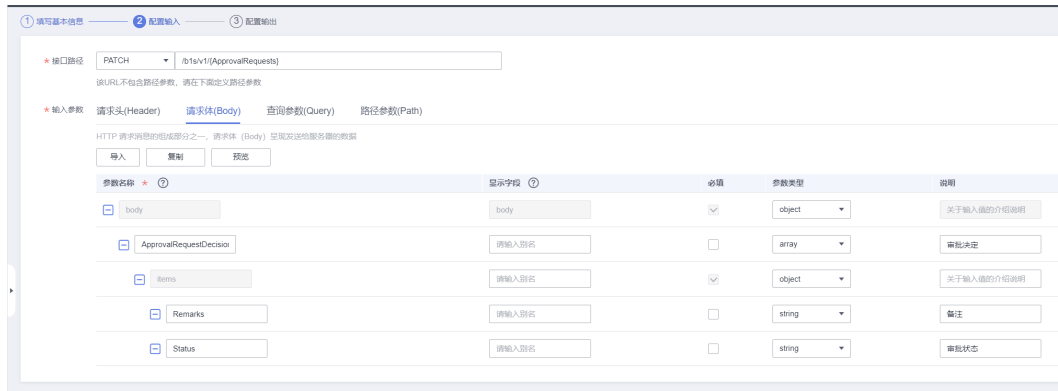 1 填写基本信息 2 配置输入 3 配置输出
* 接口路径 PATCH /b1s/v1/{ApprovalRequests}
该URL不包含路径参数，请在下面定义路径参数
* 输入参数 请求头(Header) 请求体(Body) 查询参数(Query) 路径参数(Path)
HTTP 请求消息的组成部分之一，请求体（Body）呈现发送给服务器的数据
导入 复制 预览
参数名称 * ? 显示字段 ? 必填 参数类型 说明
body body object 关于输入值的介绍说明
ApprovalRequestDecision 请输入别名 array 审批决定
items 请输入别名 object 关于输入值的介绍说明
Remarks 请输入别名 string 备注
Status 请输入别名 string 审批状态